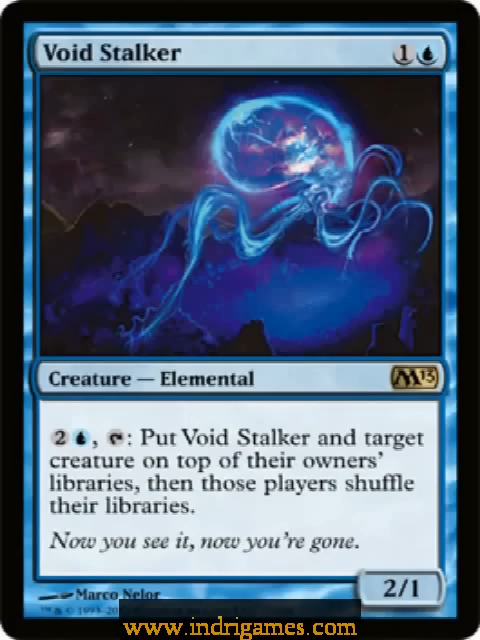 Void Stalker 1
Creature — Elemental M13
2, : Put Void Stalker and target
creature on top of their owners'
libraries, then those players shuffle
their libraries.
Now you see it, now you're gone.
Marco Nelor
2/1
www.indrigames.com